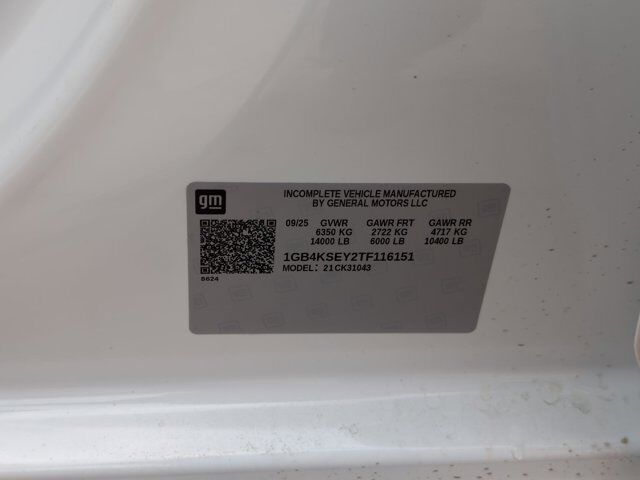 gm
INCOMPLETE VEHICLE MANUFACTURED
BY GENERAL MOTORS LLC
09/25 GVWR GAWR FRT GAWR RR
6350 KG 2722 KG 4717 KG
14000 LB 6000 LB 10400 LB
1GB4KSEY2TF116151
MODEL: 21CK31043
8624